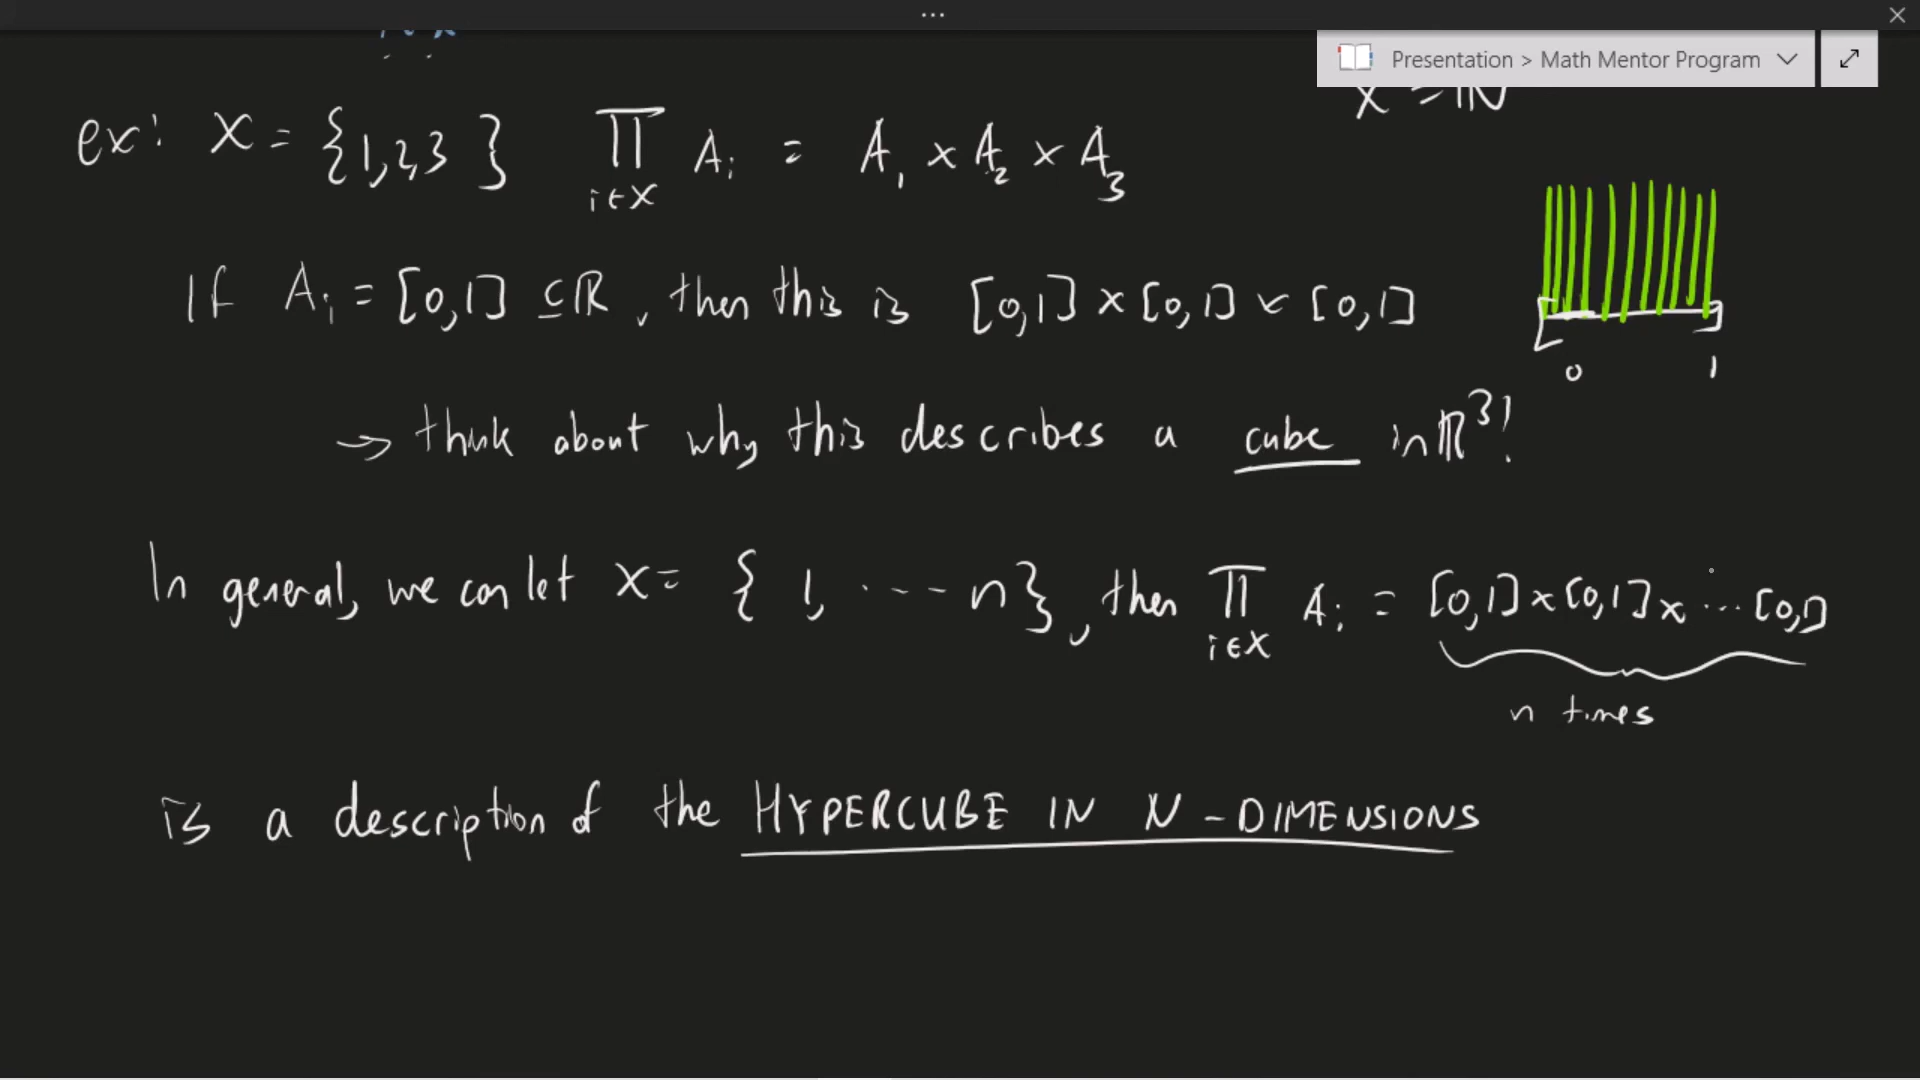 Presentation > Math Mentor Program
X = ℕ
ex: X = {1,2,3} ∏ A_i = A_1 × A_2 × A_3
i∈X
If A_i = [0,1] ⊆ ℝ, then this is [0,1] × [0,1] × [0,1]
0 1
→ think about why this describes a cube in ℝ^3!
In general, we can let X = { 1, ... n}, then ∏ A_i = [0,1] × [0,1] × ... [0,1]
i∈X
n times
is a description of the HYPERCUBE IN N-DIMENSIONS